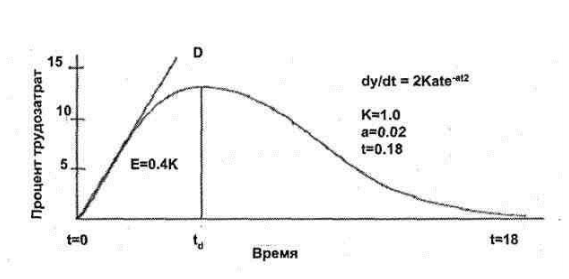 D
15
10
5
Процент трудозатрат
dy/dt = 2Kate-at2
K=1.0
a=0.02
t=0.18
E=0.4K
t=0
td
t=18
Время